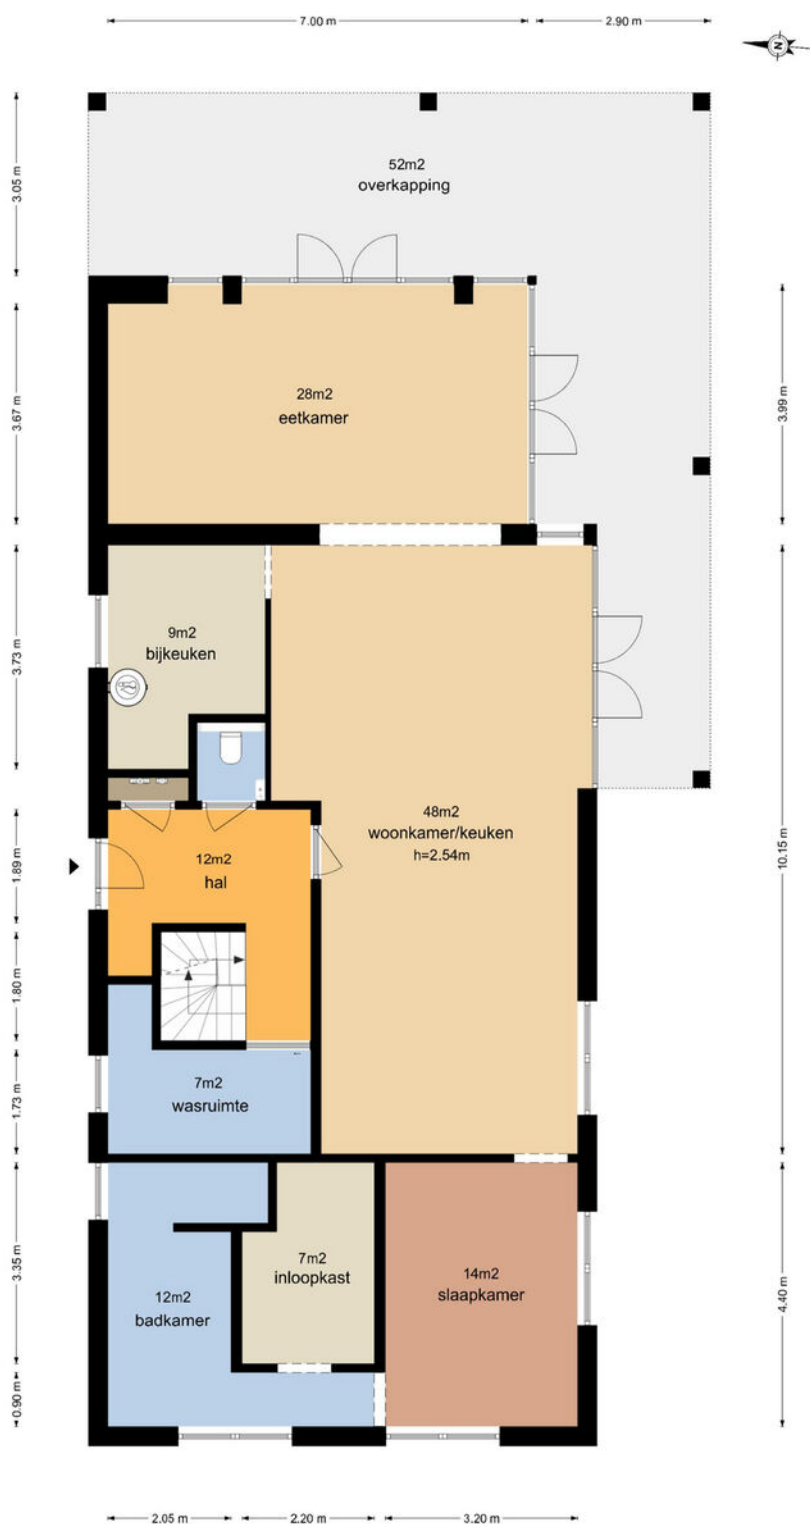 7.00 m
2.90 m
N
3.05 m
52m2
overkapping
3.67 m
28m2
eetkamer
3.99 m
3.73 m
9m2
bijkeuken
48m2
woonkamer/keuken
h=2.54m
10.15 m
1.89 m
12m2
hal
1.80 m
1.73 m
7m2
wasruimte
3.35 m
7m2
inloopkast
12m2
badkamer
14m2
slaapkamer
4.40 m
0.90 m
2.05 m
2.20 m
3.20 m